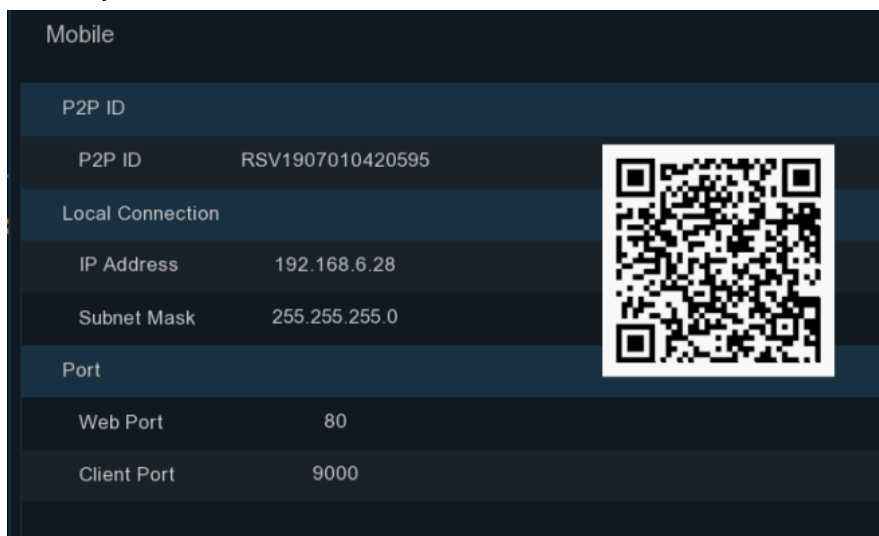 Mobile
P2P ID
P2P ID RSV1907010420595
Local Connection
IP Address 192.168.6.28
Subnet Mask 255.255.255.0
Port
Web Port 80
Client Port 9000